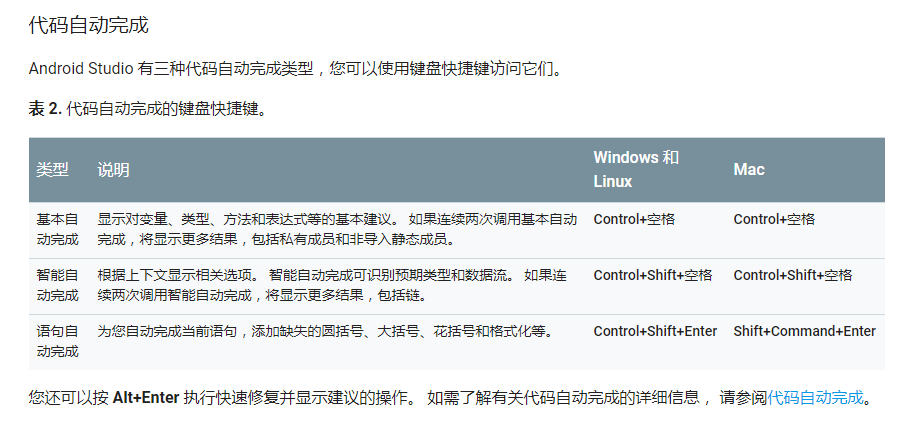 代码自动完成
Android Studio 有三种代码自动完成类型，您可以使用键盘快捷键访问它们。
表 2. 代码自动完成的键盘快捷键。
类型 说明 Windows 和 Linux Mac
基本自 显示对变量、类型、方法和表达式等的基本建议。 如果连续两次调用基本自动 Control+空格 Control+空格
动完成 完成，将显示更多结果，包括私有成员和非导入静态成员。
智能自 根据上下文显示相关选项。 智能自动完成可识别预期类型和数据流。 如果连 Control+Shift+空格 Control+Shift+空格
动完成 续两次调用智能自动完成，将显示更多结果，包括链。
语句自 为您自动完成当前语句，添加缺失的圆括号、大括号、花括号和格式化等。 Control+Shift+Enter Shift+Command+Enter
动完成
您还可以按 Alt+Enter 执行快速修复并显示建议的操作。 如需了解有关代码自动完成的详细信息， 请参阅代码自动完成。